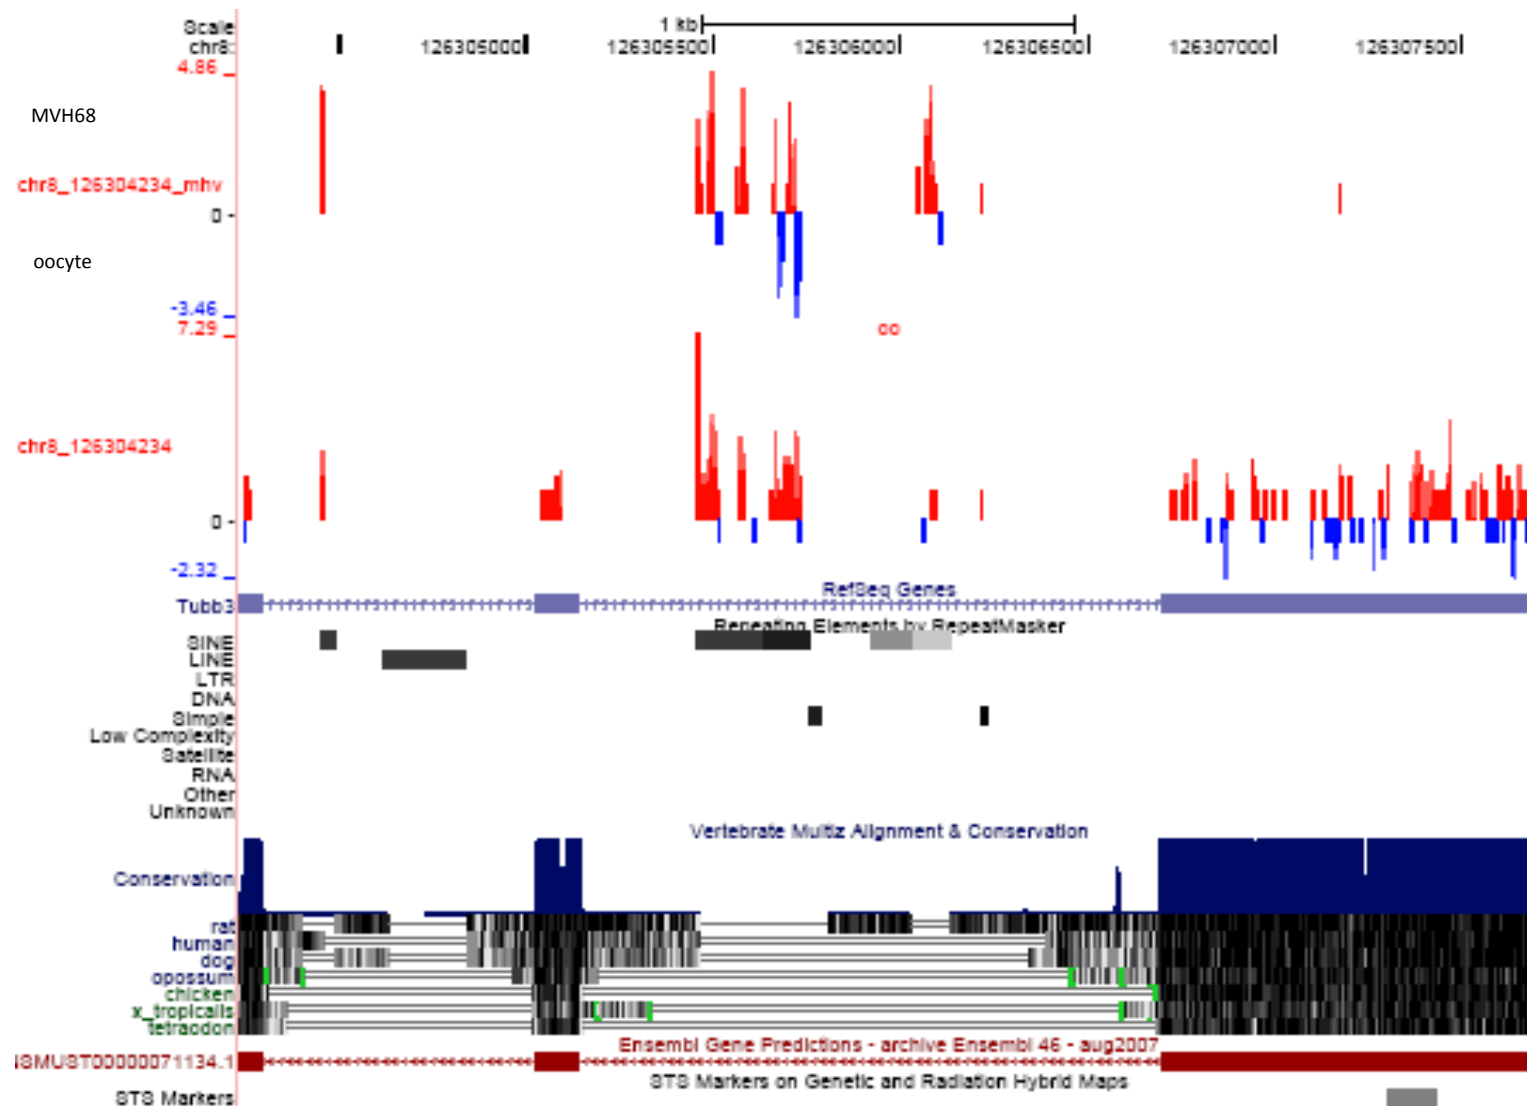 Scale 1 kb
chr8: 126305000 126305500 126306000 126306500 126307000 126307500
4.86 _
MVH68
chr8_126304234_mhv
0 -
oocyte
-3.46 _
7.29 _ oo
chr8_126304234
0 -
-2.32 _
RefSeq Genes
Tubb3
Repeating Elements by RepeatMasker
SINE
LINE
LTR
DNA
Simple
Low Complexity
Satellite
RNA
Other
Unknown
Vertebrate Multiz Alignment & Conservation
Conservation
rat
human
dog
opossum
chicken
x_tropicalis
tetraodon
Ensembl Gene Predictions - archive Ensembl 46 - aug2007
ISMUST00000071134.1
STS Markers on Genetic and Radiation Hybrid Maps
STS Markers